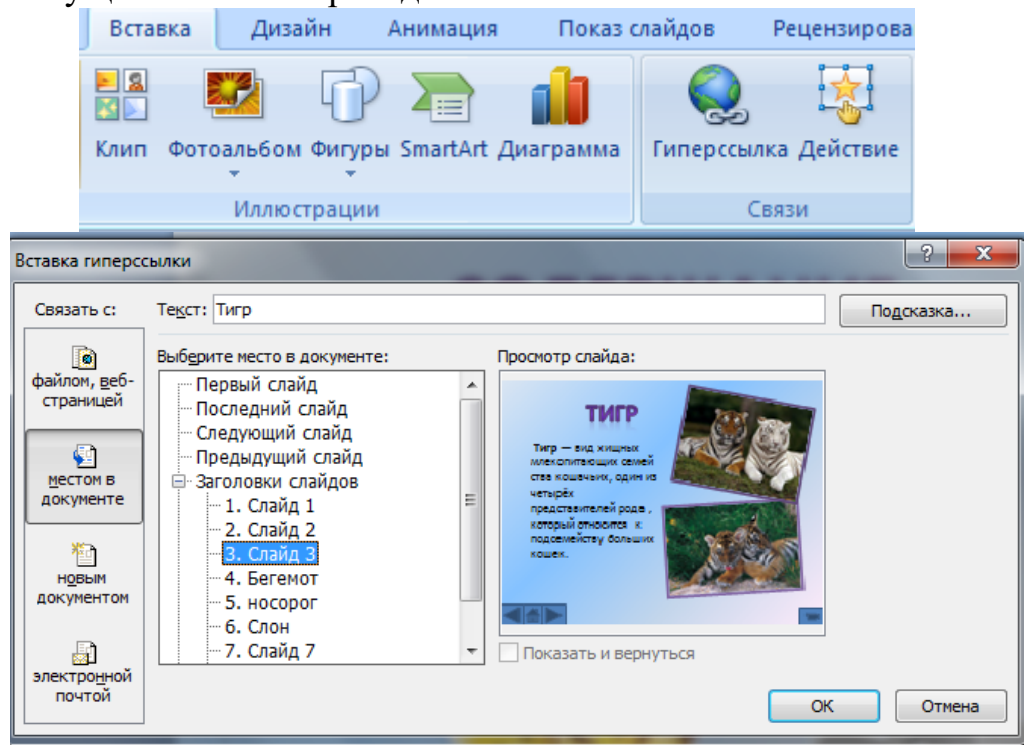 Вставка Дизайн Анимация Показ слайдов Рецензирова
Клип Фотоальбом Фигуры SmartArt Диаграмма Гиперссылка Действие
Иллюстрации Связи
Вставка гиперссылки
Связать с: Текст: Тигр Подсказка...
файлом, веб-
страницей
местом в
документе
новым
документом
электронной
почтой
Выберите место в документе:
Первый слайд
Последний слайд
Следующий слайд
Предыдущий слайд
Заголовки слайдов
1. Слайд 1
2. Слайд 2
3. Слайд 3
4. Бегемот
5. носорог
6. Слон
7. Слайд 7
Просмотр слайда:
ТИГР
Тигр — вид хищных
млекопитающих семей
ства кошачьих, один из
четырёх
представителей рода ,
который относится к
подсемейству больших
кошек.
Показать и вернуться
ОК Отмена